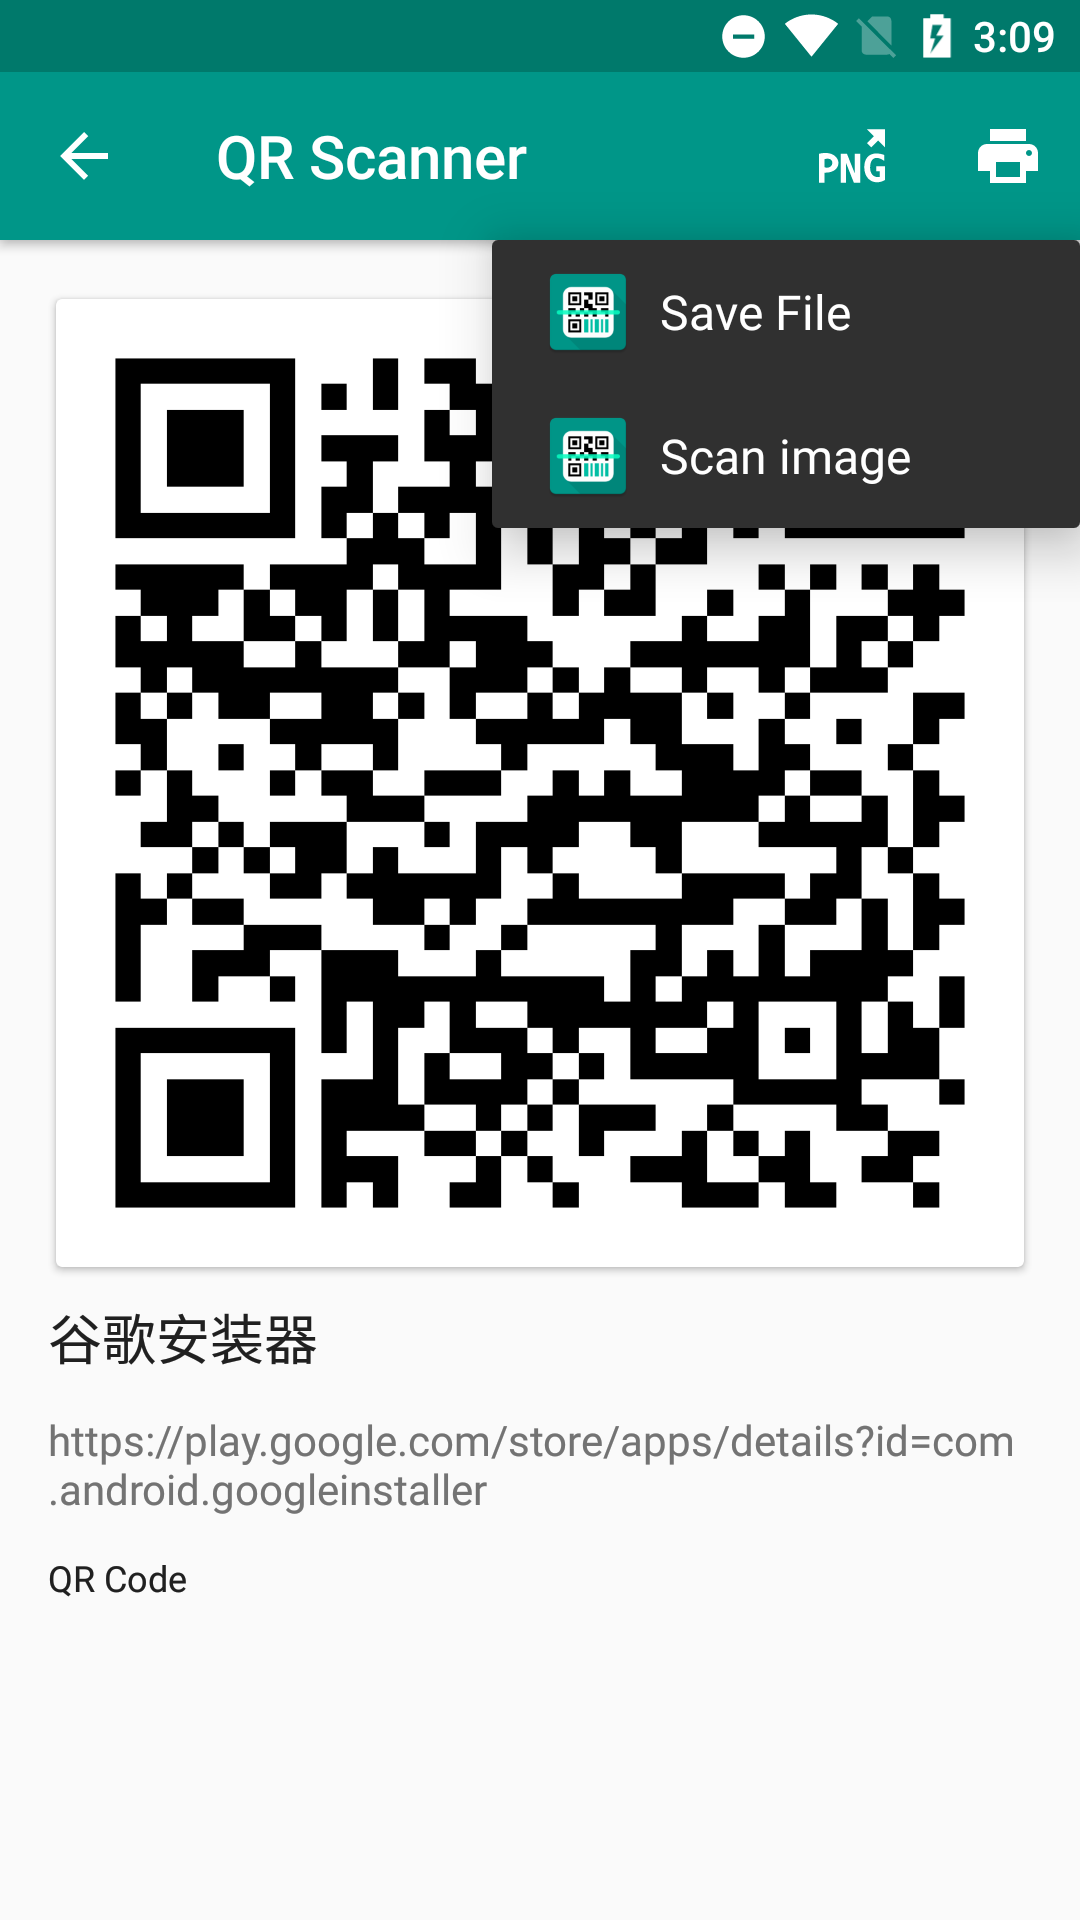 3:09
QR Scanner
PNG
Save File
Scan image
谷歌安装器
https://play.google.com/store/apps/details?id=com
.android.googleinstaller
QR Code